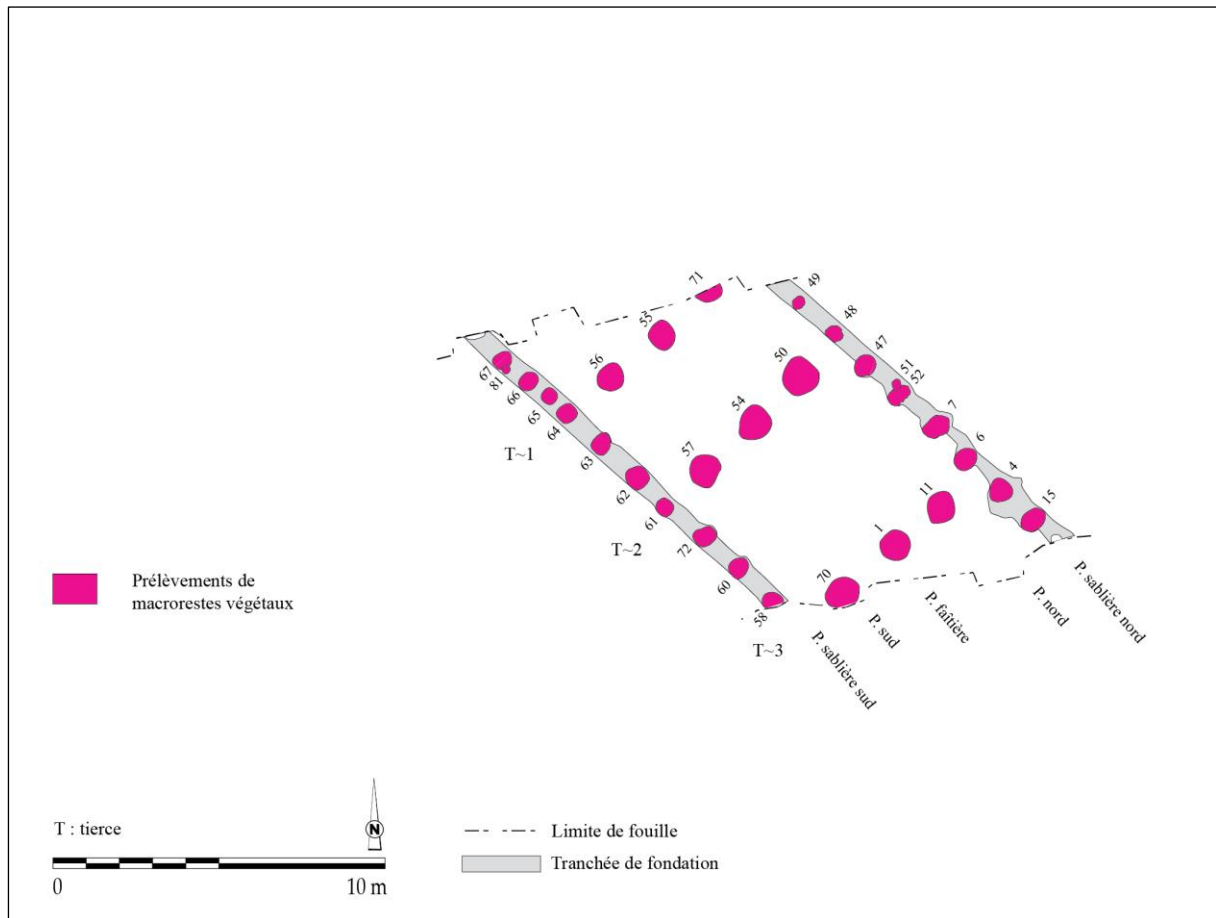 71
49
48
55
50
47
56
51
52
67
81
66
54
7
65
64
6
T~1
63
57
4
62
11
15
61
1
T~2
72
60
70
58
T~3
P. sablière sud
P. sud
P. faîtière
P. nord
P. sablière nord
Prélèvements de
macrorestes végétaux
T : tierce
N
0
10 m
Limite de fouille
Tranchée de fondation